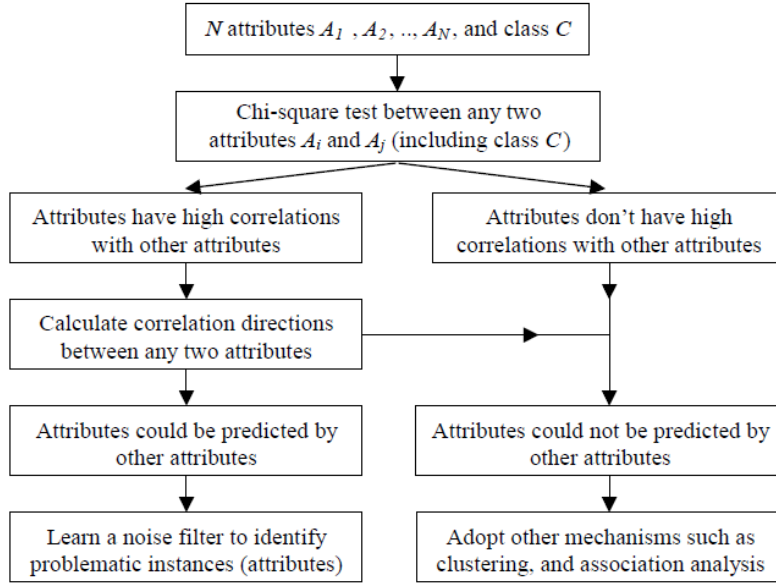 N attributes A1 , A2, .., AN, and class C
Chi-square test between any two
attributes Ai and Aj (including class C)
Attributes have high correlations
with other attributes
Attributes don't have high
correlations with other attributes
Calculate correlation directions
between any two attributes
Attributes could be predicted by
other attributes
Attributes could not be predicted by
other attributes
Learn a noise filter to identify
problematic instances (attributes)
Adopt other mechanisms such as
clustering, and association analysis